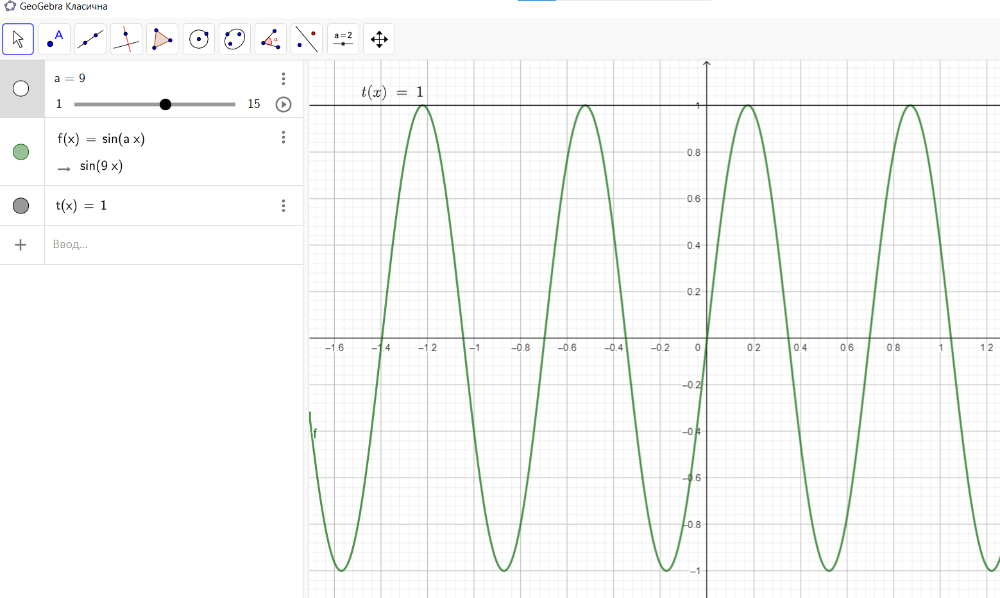 GeoGebra Класична
A
α
a = 2
a = 9
1
15
f(x) = sin(a x)
→ sin(9 x)
t(x) = 1
+ Ввод...
t(x) = 1
1
0.8
0.6
0.4
0.2
−1.6 −1.4 −1.2 −1 −0.8 −0.6 −0.4 −0.2 0 0.2 0.4 0.6 0.8 1 1.2
−0.2
−0.4
f
−0.6
−0.8
−1